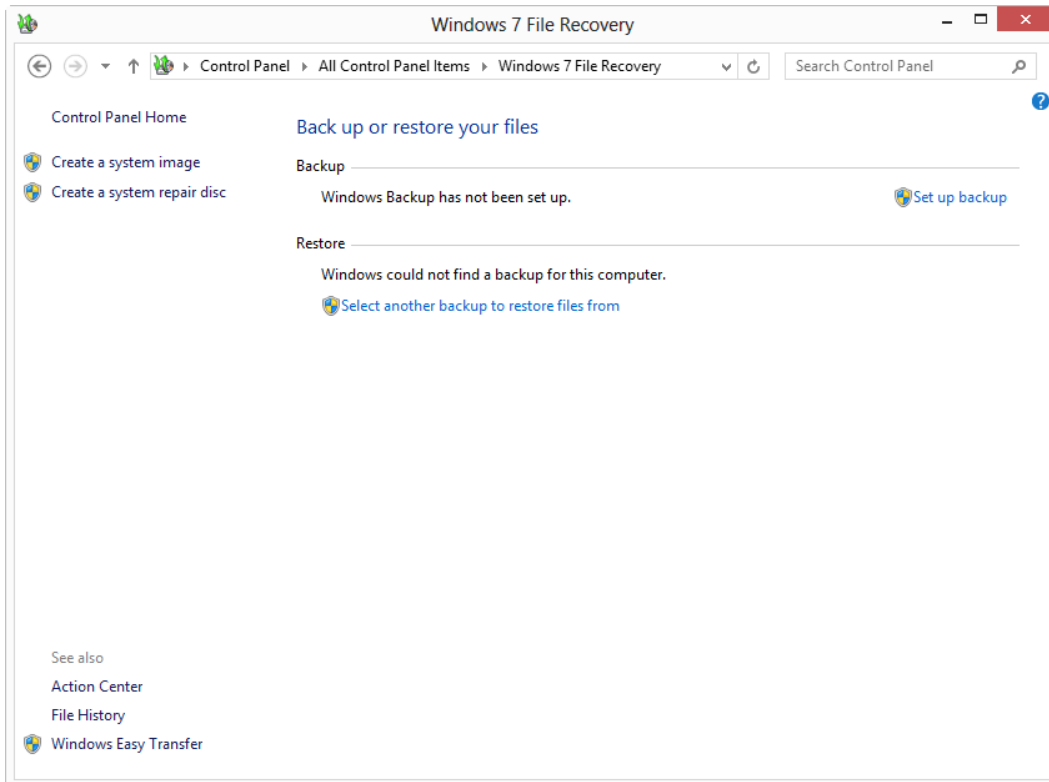 Windows 7 File Recovery
Control Panel All Control Panel Items Windows 7 File Recovery Search Control Panel
?
Control Panel Home
Create a system image
Create a system repair disc
Back up or restore your files
Backup
Windows Backup has not been set up.
Set up backup
Restore
Windows could not find a backup for this computer.
Select another backup to restore files from
See also
Action Center
File History
Windows Easy Transfer